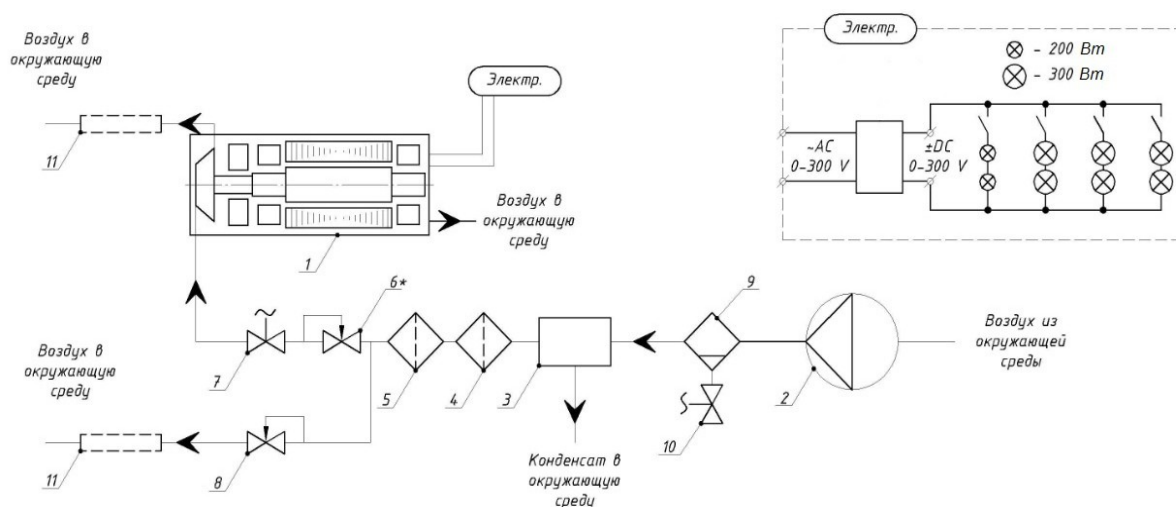 Воздух в
окружающую
среду
11
Электр.
1
Воздух в
окружающую
среду
Электр.
- 200 Вт
- 300 Вт
~AC
0-300 V
±DC
0-300 V
6*
7
5
4
3
9
10
2
Воздух из
окружающей
среды
Воздух в
окружающую
среду
11
8
Конденсат в
окружающую
среду